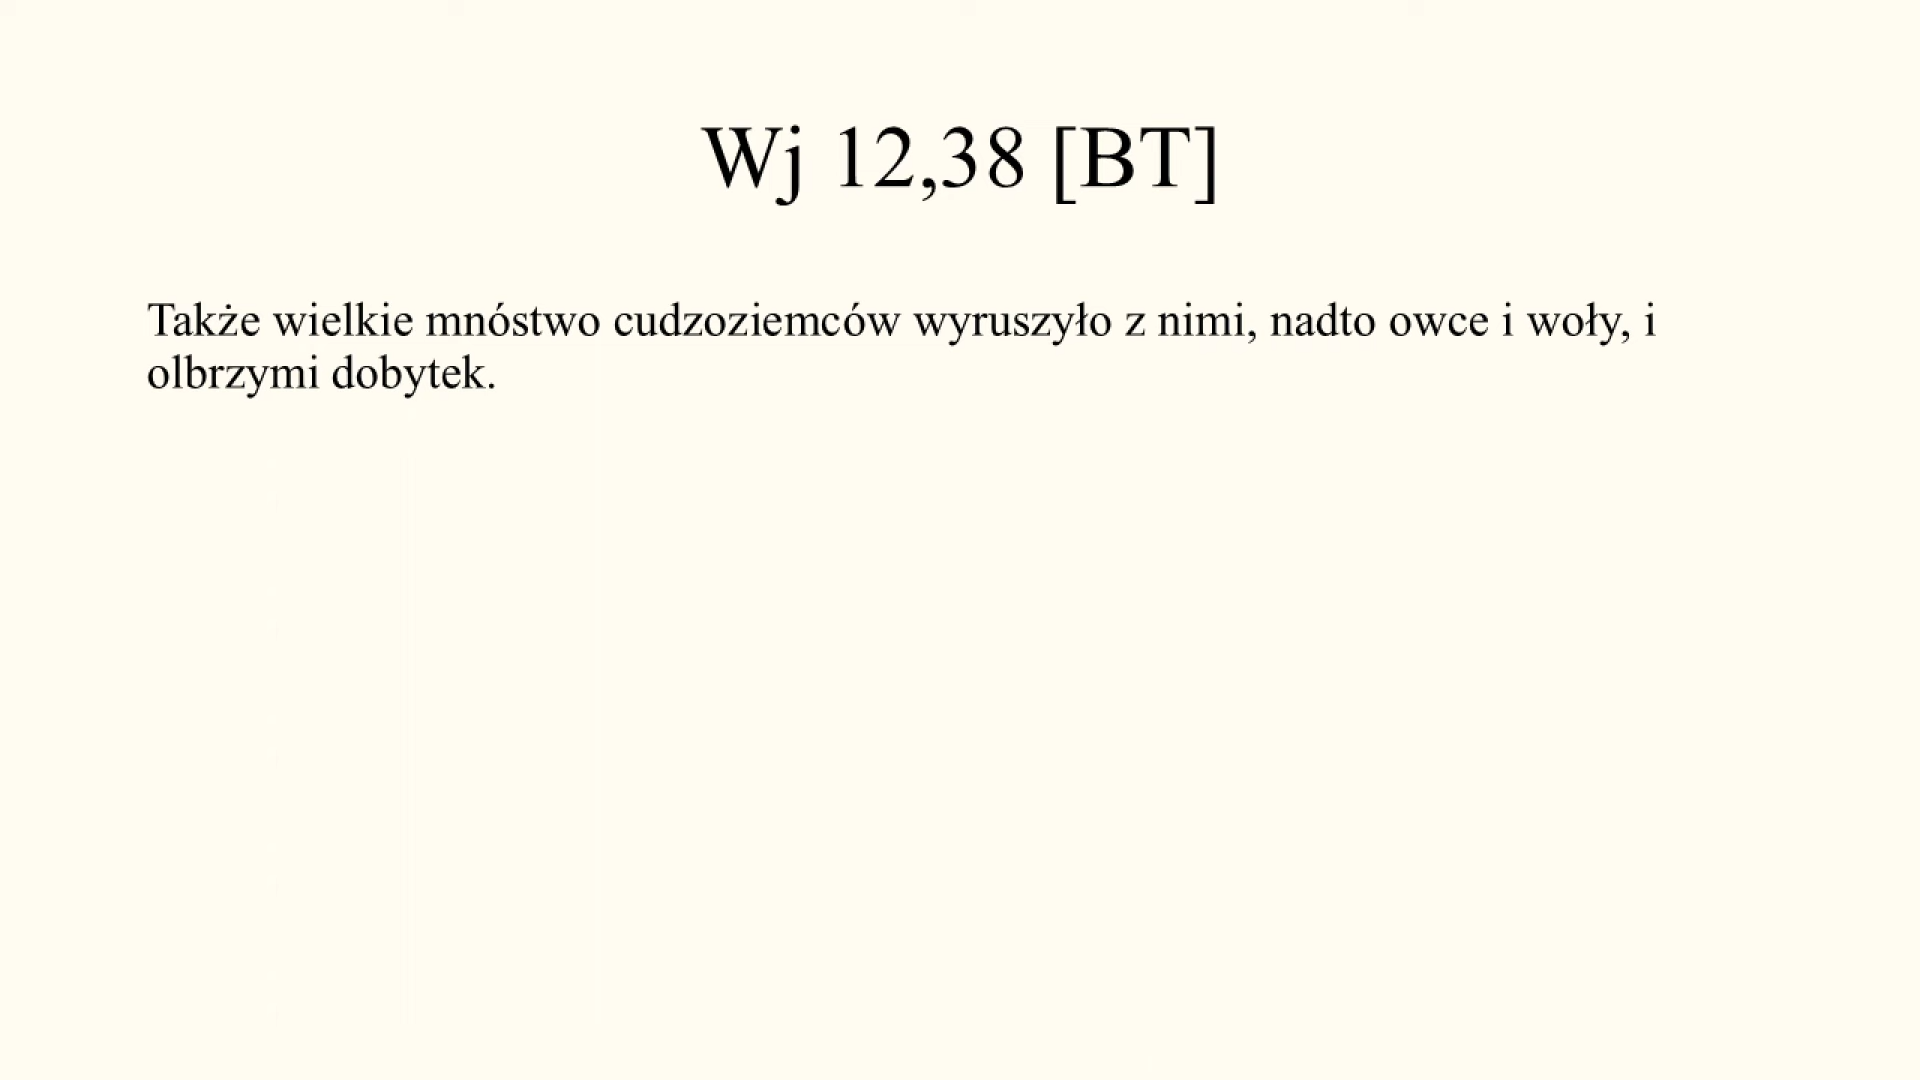 Wj 12,38 [BT]
Także wielkie mnóstwo cudzoziemców wyruszyło z nimi, nadto owce i woły, i
olbrzymi dobytek.